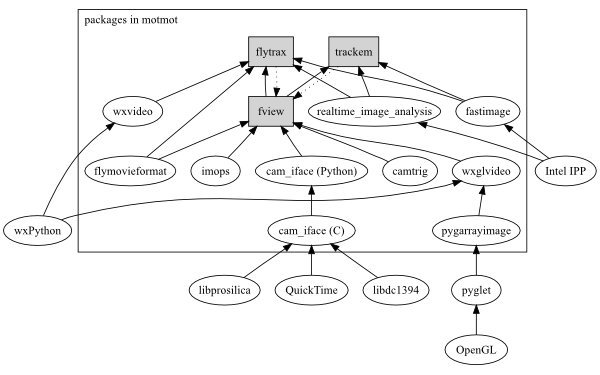 packages in motmot
flytrax
trackem
wxvideo
fview
realtime_image_analysis
fastimage
flymovieformat
imops
cam_iface (Python)
camtrig
wxglvideo
Intel IPP
wxPython
cam_iface (C)
pygarrayimage
libprosilica
QuickTime
libdc1394
pyglet
OpenGL